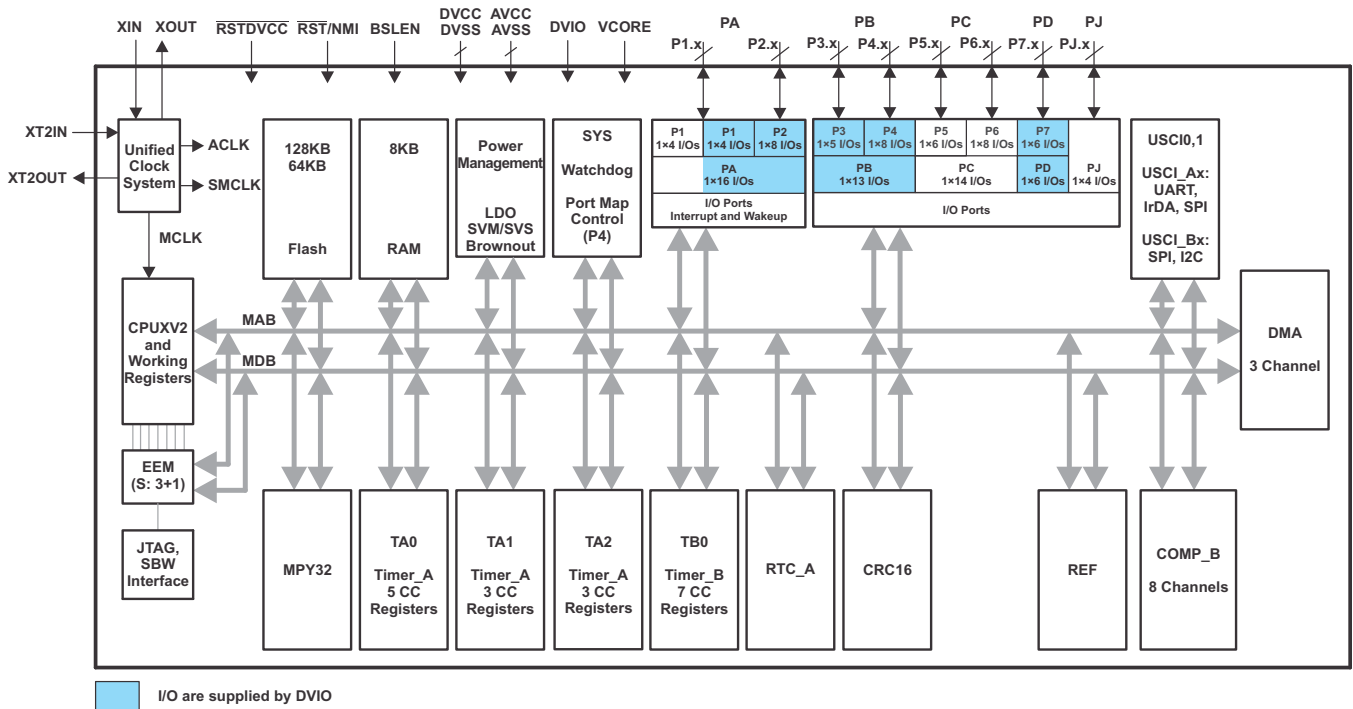 XIN
XOUT
RSTDVCC
RST/NMI
BSLEN
DVCC
DVSS
AVCC
AVSS
DVIO
VCORE
PA
P1.x
P2.x
PB
P3.x
P4.x
PC
P5.x
P6.x
PD
P7.x
PJ
PJ.x
XT2IN
XT2OUT
Unified
Clock
System
ACLK
SMCLK
MCLK
128KB
64KB
Flash
8KB
RAM
Power
Management
LDO
SVM/SVS
Brownout
SYS
Watchdog
Port Map
Control
(P4)
P1
1×4 I/Os
P1
1×4 I/Os
P2
1×8 I/Os
PA
1×16 I/Os
I/O Ports
Interrupt and Wakeup
P3
1×5 I/Os
P4
1×8 I/Os
P5
1×6 I/Os
P6
1×8 I/Os
P7
1×6 I/Os
PB
1×13 I/Os
PC
1×14 I/Os
PD
1×6 I/Os
PJ
1×4 I/Os
I/O Ports
USCI0,1
USCI_Ax:
UART,
IrDA, SPI
USCI_Bx:
SPI, I2C
CPUXV2
and
Working
Registers
MAB
MDB
DMA
3 Channel
EEM
(S: 3+1)
JTAG,
SBW
Interface
MPY32
TA0
Timer_A
5 CC
Registers
TA1
Timer_A
3 CC
Registers
TA2
Timer_A
3 CC
Registers
TB0
Timer_B
7 CC
Registers
RTC_A
CRC16
REF
COMP_B
8 Channels
I/O are supplied by DVIO